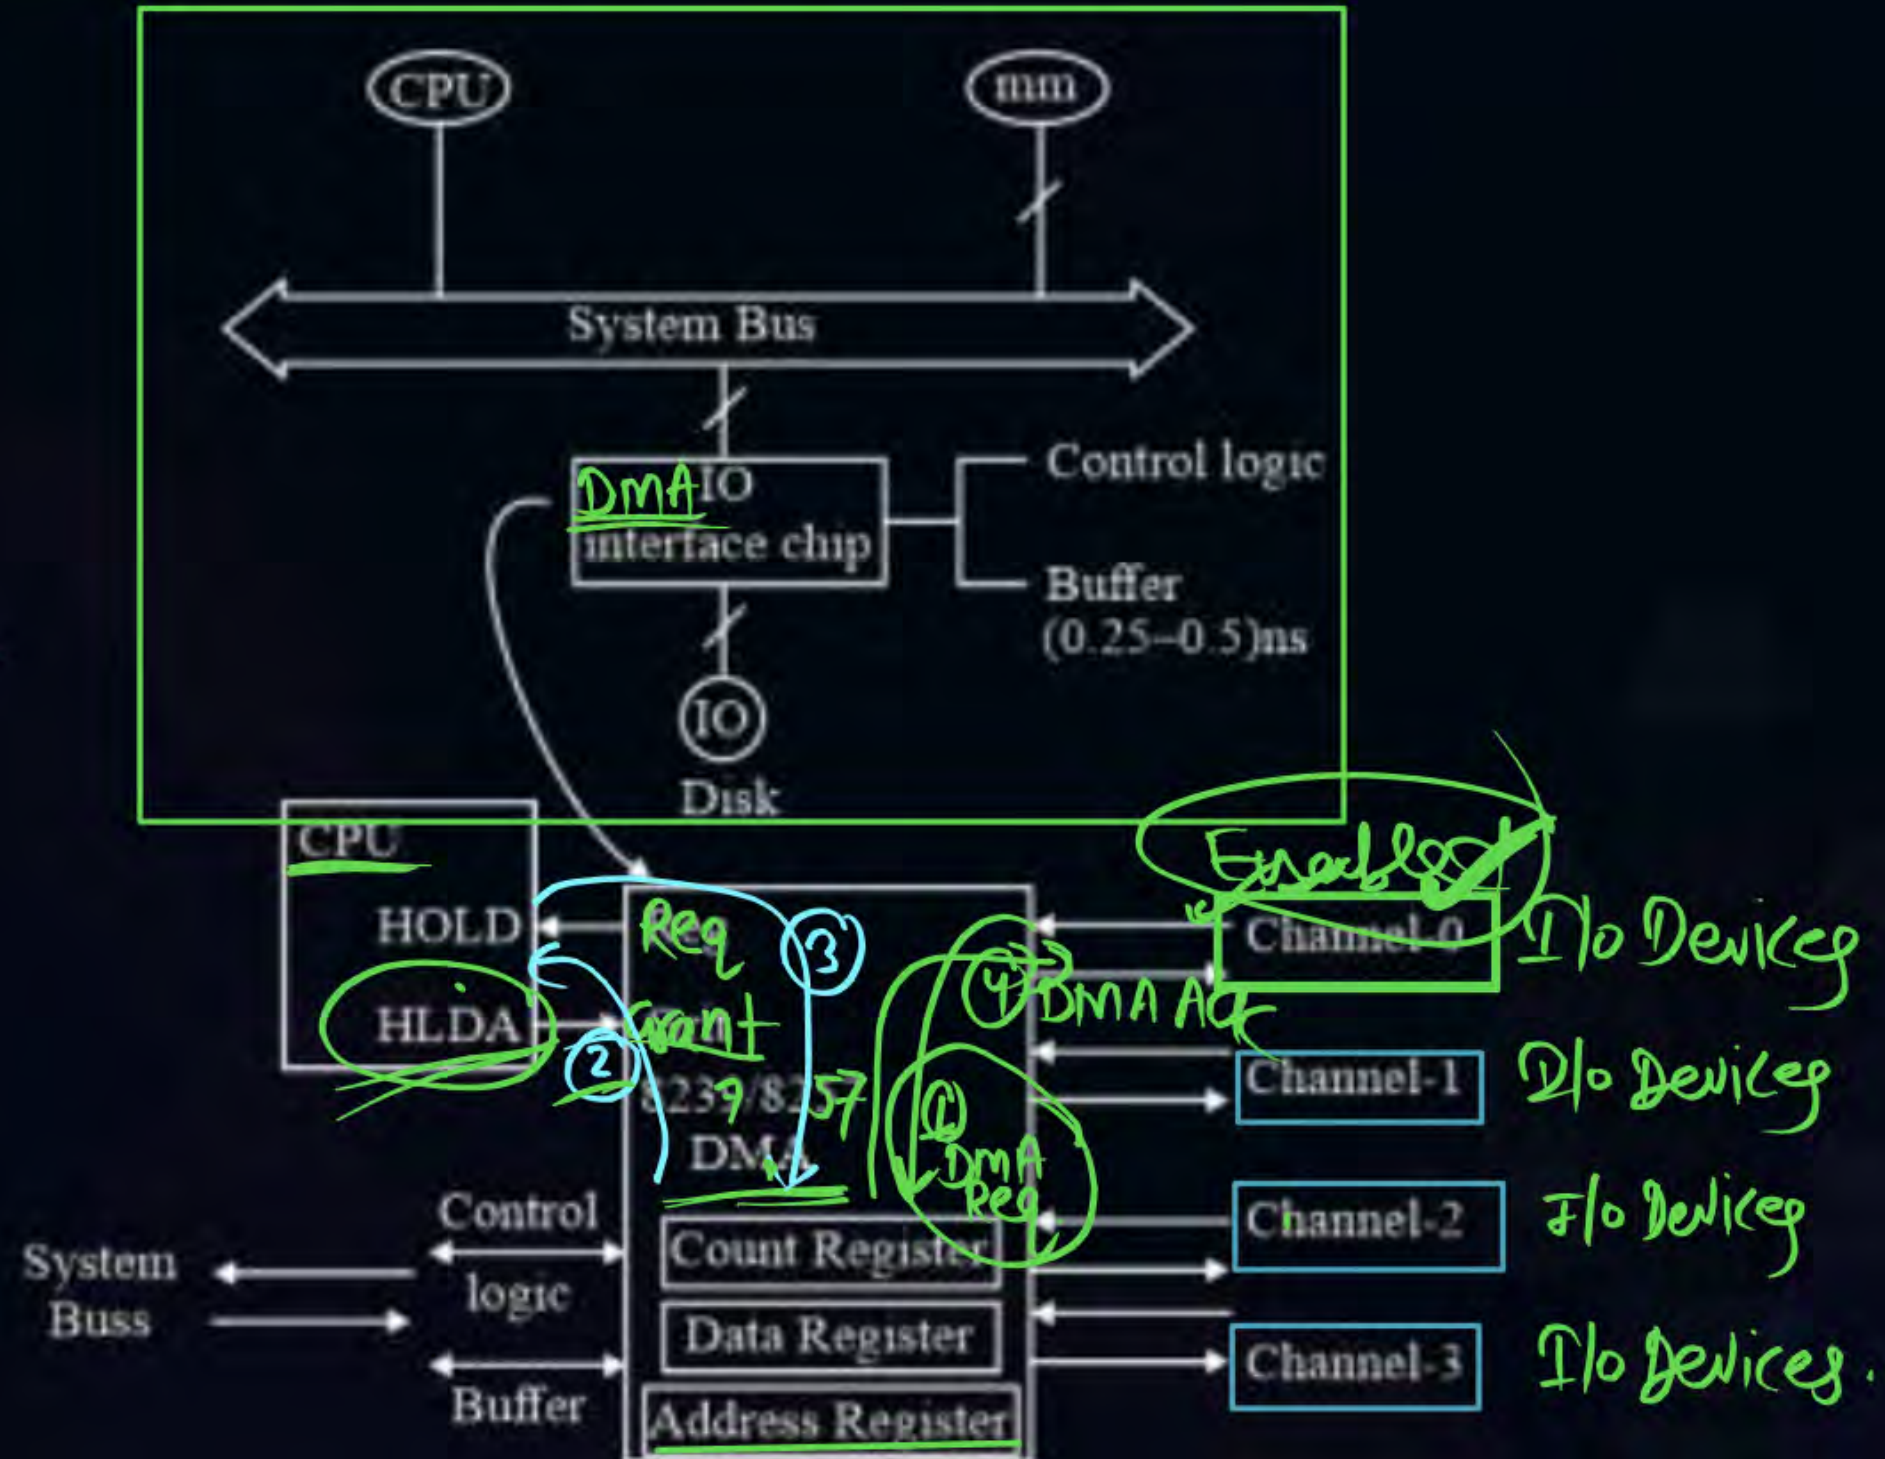 CPU
mm
System Bus
DMA IO
interface chip
Control logic
Buffer
(0.25–0.5)ns
IO
Disk
CPU
HOLD
HLDA
Req
Grant
3
2
DMA
Enabled
Channel-0
I/o Devices
4
DMA Ack
Channel-1
I/o Devices
1
DMA
Req
Channel-2
I/o Devices
Channel-3
I/o Devices.
System
Buss
Control
logic
Buffer
Count Register
Data Register
Address Register